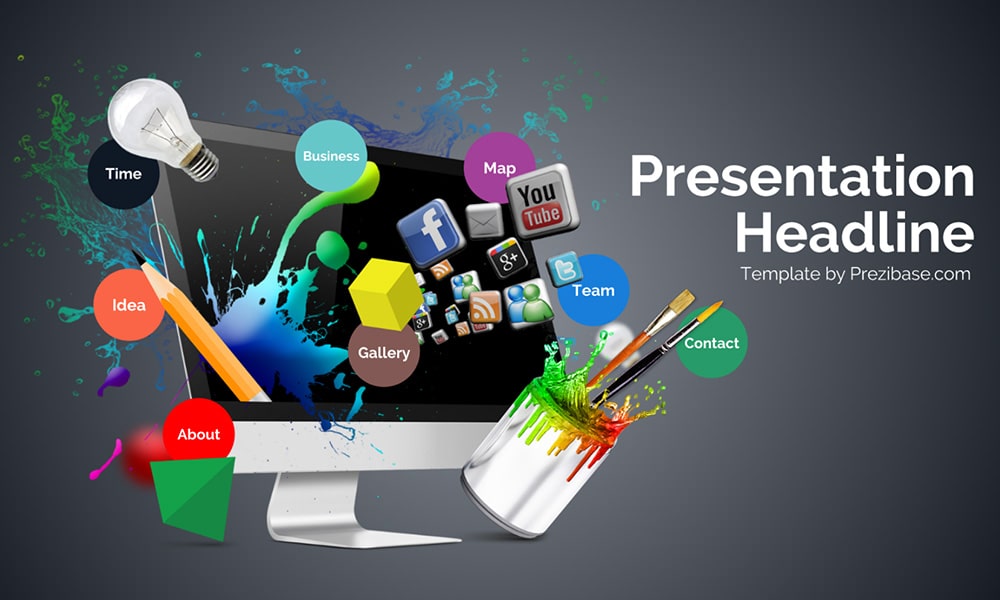 Presentation
Headline
Template by Prezibase.com
Time
Business
Map
You
Tube
f
g+
Idea
Team
Gallery
Contact
About